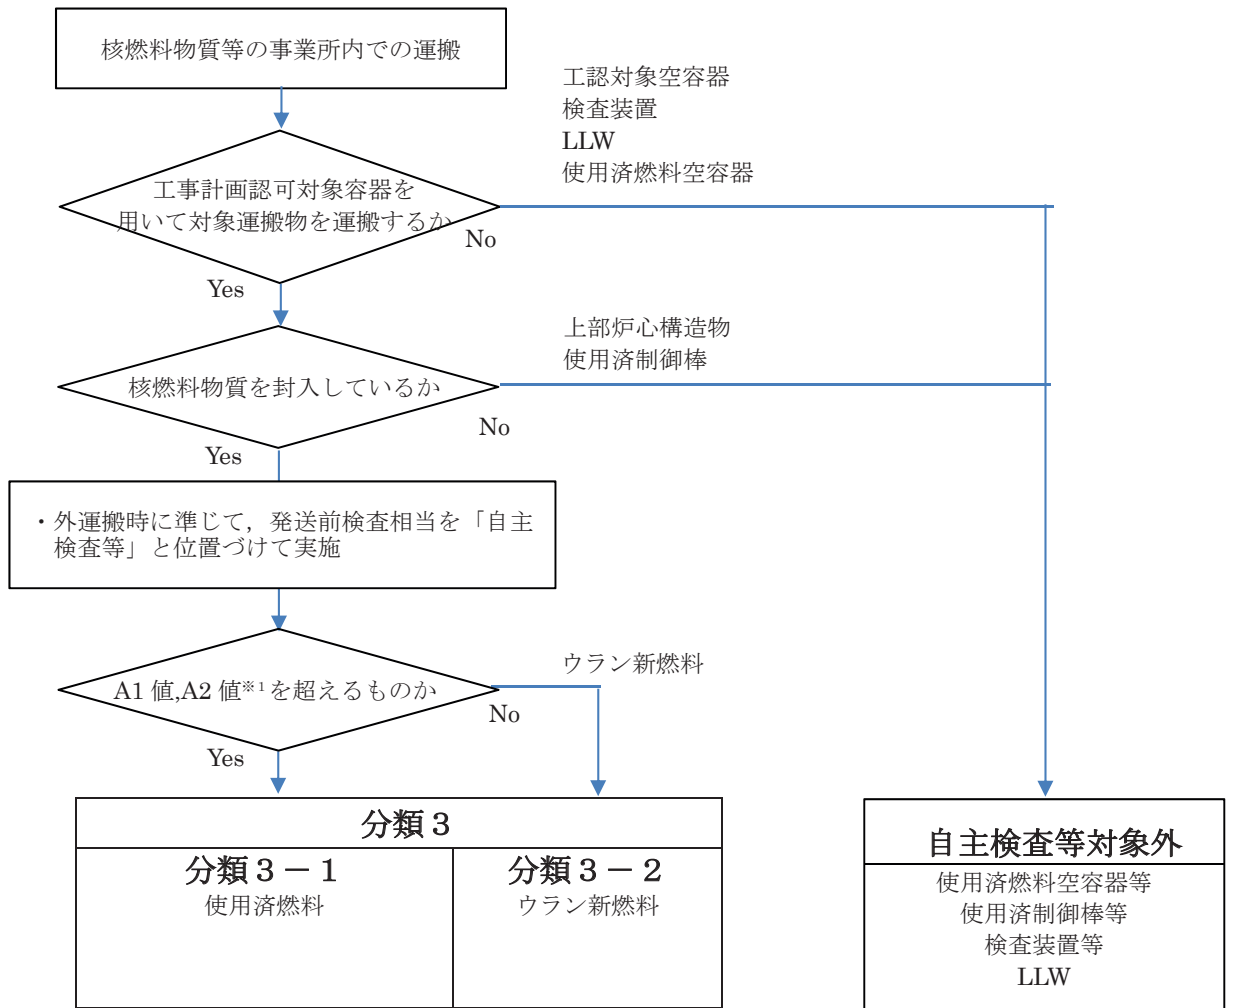 核燃料物質等の事業所内での運搬
工認対象空容器
検査装置
LLW
使用済燃料空容器
工事計画認可対象容器を
用いて対象運搬物を運搬するか
No
Yes
上部炉心構造物
使用済制御棒
核燃料物質を封入しているか
No
Yes
・外運搬時に準じて，発送前検査相当を「自主
検査等」と位置づけて実施
ウラン新燃料
A1 値,A2 値※1を超えるものか
No
Yes
分類３
分類３－１
使用済燃料
分類３－２
ウラン新燃料
自主検査等対象外
使用済燃料空容器等
使用済制御棒等
検査装置等
LLW